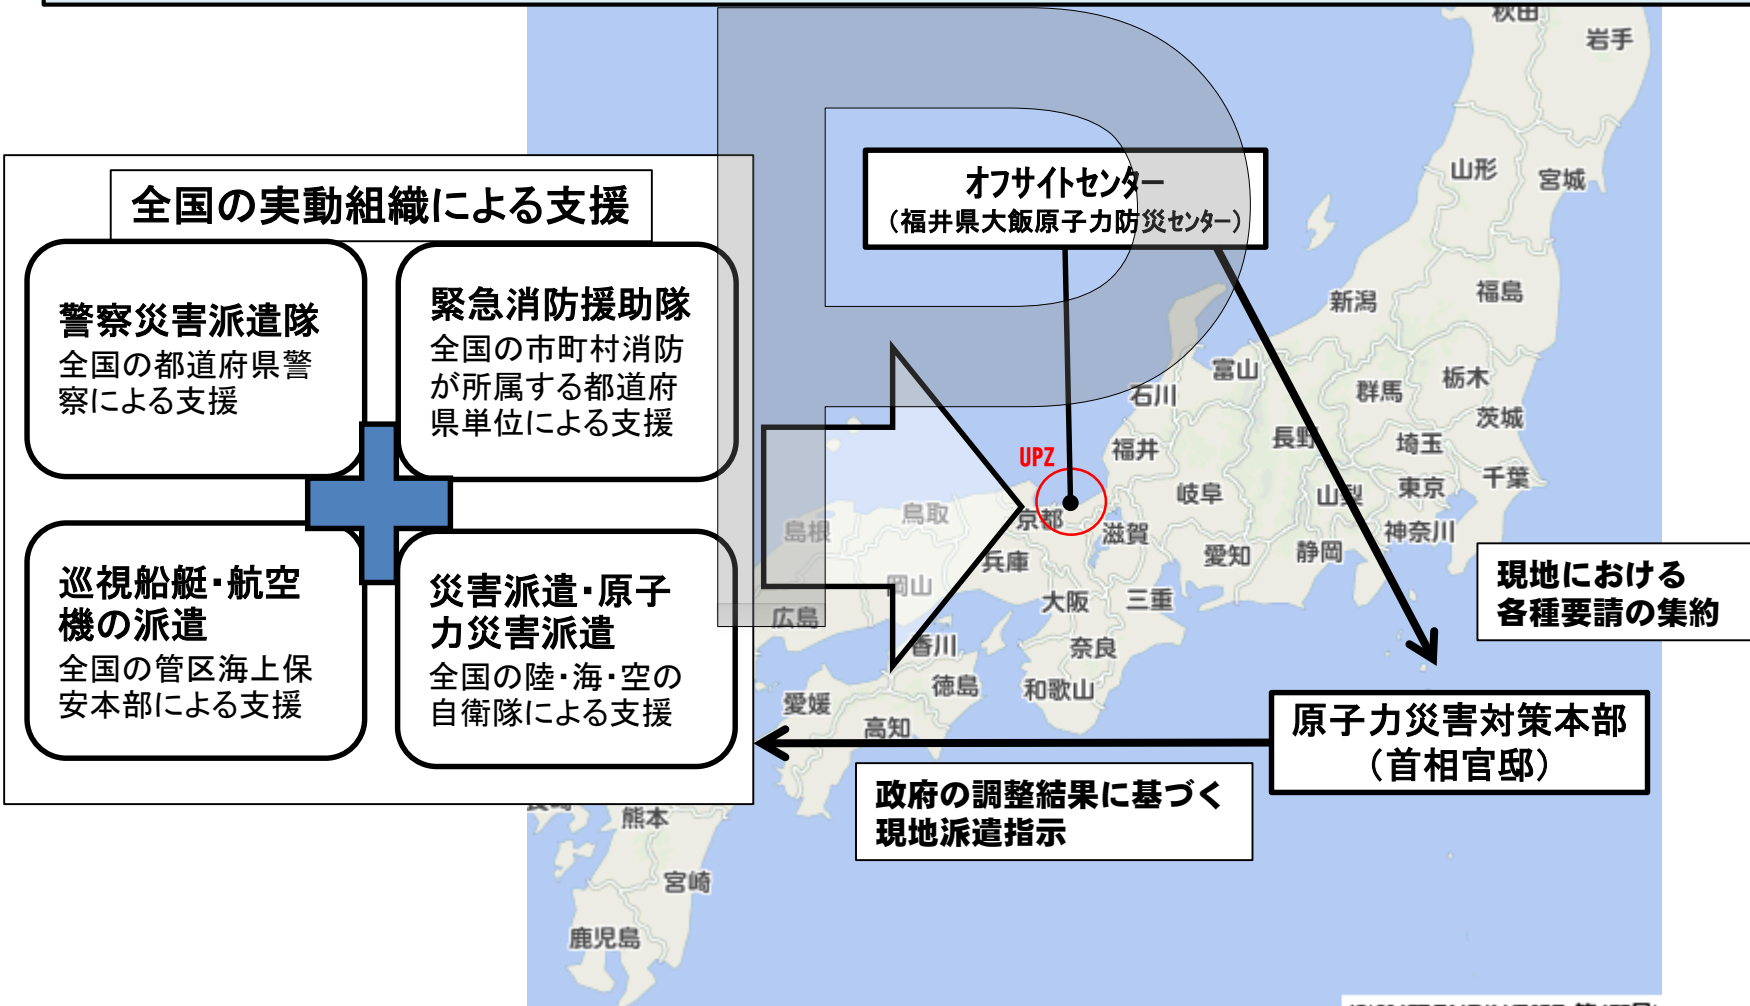 秋田
岩手
山形
宮城
オフサイトセンター
（福井県大飯原子力防災センター）
全国の実動組織による支援
警察災害派遣隊
全国の都道府県警
察による支援
緊急消防援助隊
全国の市町村消防
が所属する都道府
県単位による支援
巡視船艇・航空
機の派遣
全国の管区海上保
安本部による支援
災害派遣・原子
力災害派遣
全国の陸・海・空の
自衛隊による支援
新潟
福島
富山
石川
群馬
栃木
茨城
福井
長野
埼玉
UPZ
岐阜
山梨
東京
千葉
島根
鳥取
京都
滋賀
愛知
静岡
神奈川
兵庫
岡山
広島
大阪
三重
香川
奈良
徳島
和歌山
愛媛
高知
現地における
各種要請の集約
原子力災害対策本部
（首相官邸）
政府の調整結果に基づく
現地派遣指示
熊本
宮崎
鹿児島